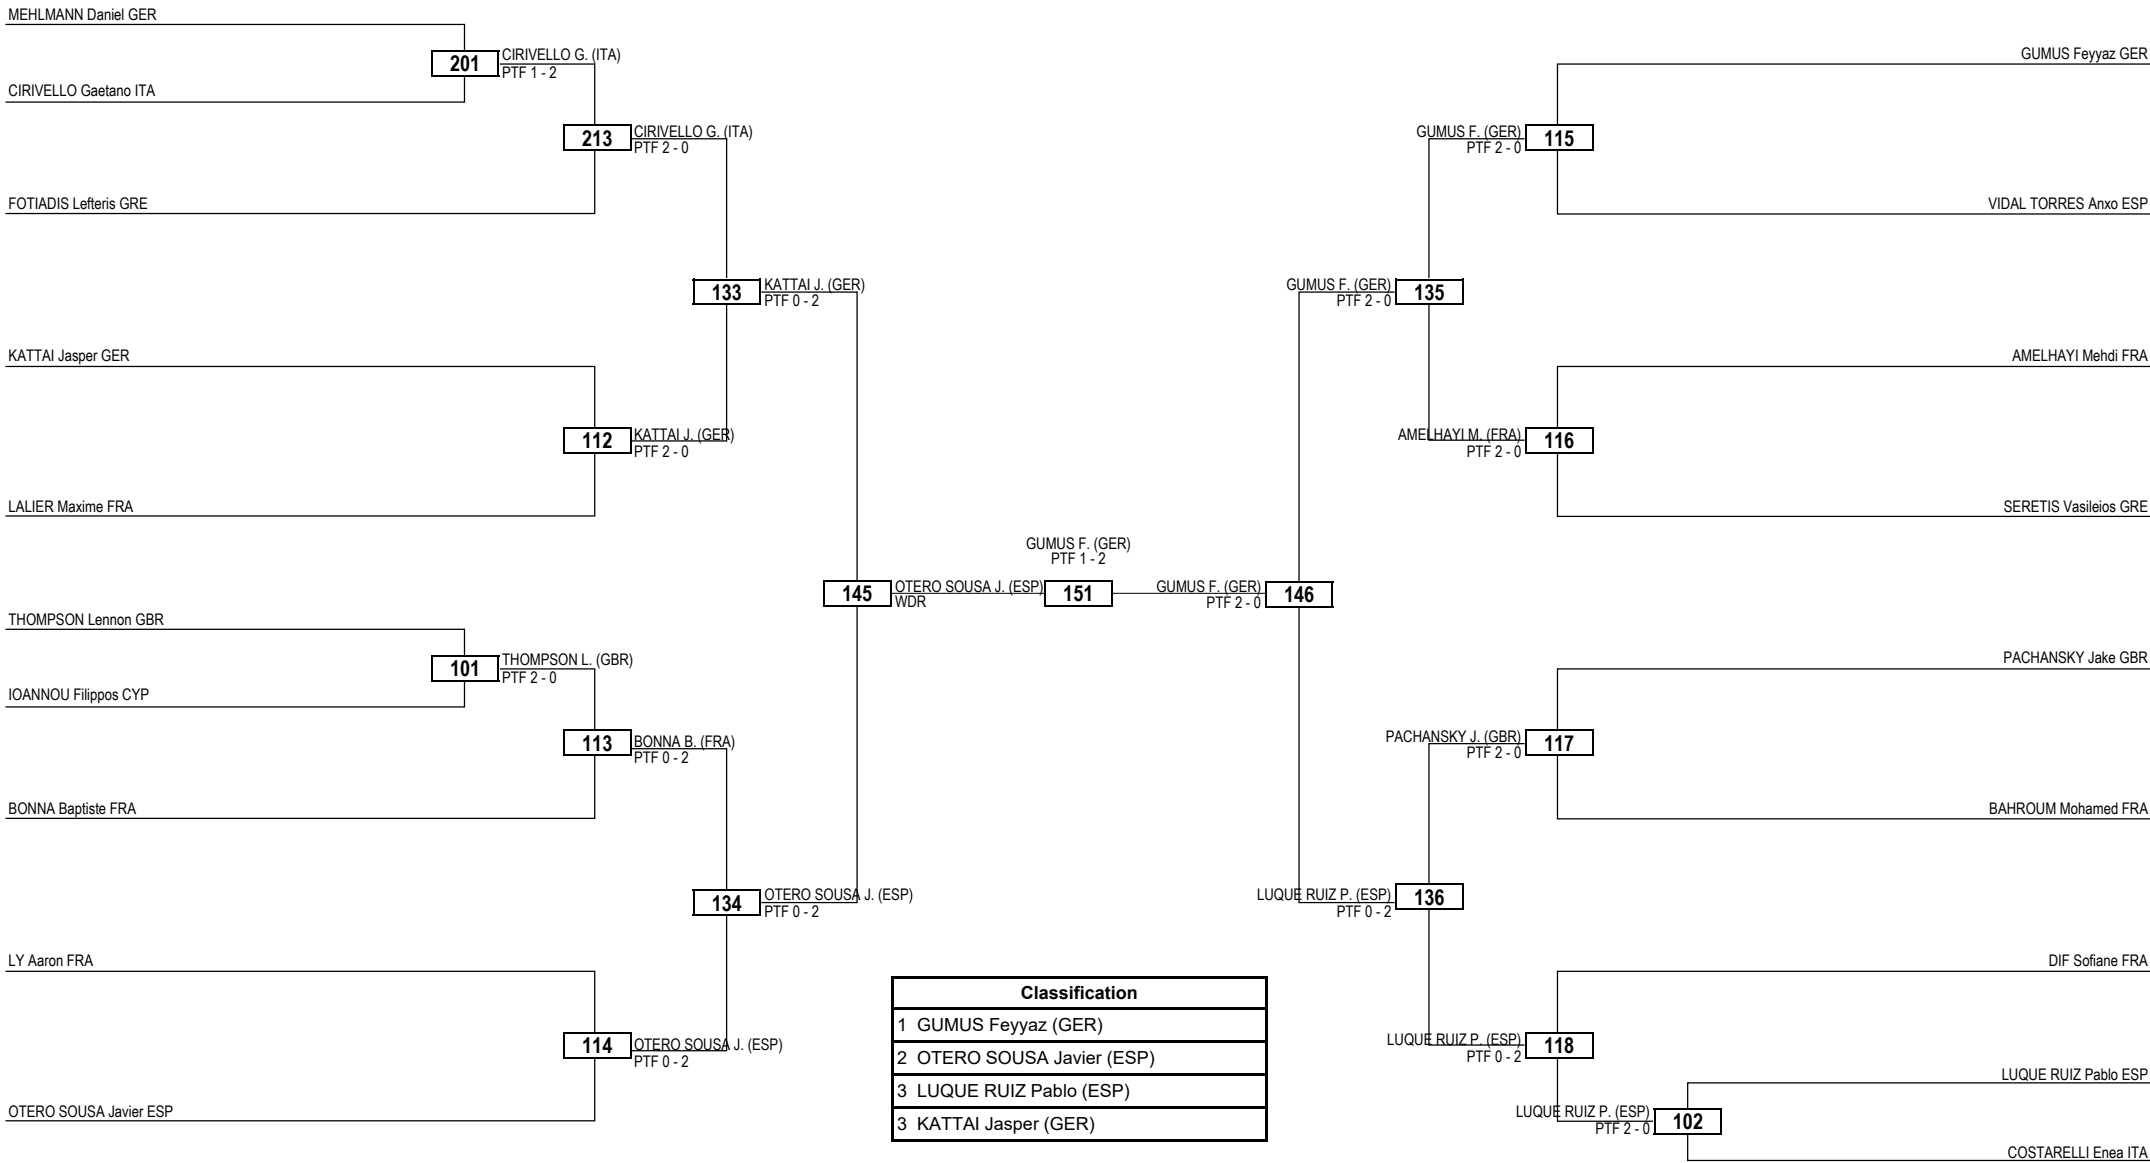 MEHLMANN Daniel GER
201
CIRIVELLO G. (ITA)
PTF 1 - 2
CIRIVELLO Gaetano ITA
213
CIRIVELLO G. (ITA)
PTF 2 - 0
FOTIADIS Lefteris GRE
133
KATTAI J. (GER)
PTF 0 - 2
KATTAI Jasper GER
112
KATTAI J. (GER)
PTF 2 - 0
LALIER Maxime FRA
THOMPSON Lennon GBR
101
THOMPSON L. (GBR)
PTF 2 - 0
IOANNOU Filippos CYP
113
BONNA B. (FRA)
PTF 0 - 2
BONNA Baptiste FRA
134
OTERO SOUSA J. (ESP)
PTF 0 - 2
LY Aaron FRA
114
OTERO SOUSA J. (ESP)
PTF 0 - 2
OTERO SOUSA Javier ESP
145
OTERO SOUSA J. (ESP)
WDR
GUMUS F. (GER)
PTF 1 - 2
151
GUMUS F. (GER)
PTF 2 - 0
146
GUMUS Feyyaz GER
GUMUS F. (GER)
PTF 2 - 0
115
VIDAL TORRES Anxo ESP
GUMUS F. (GER)
PTF 2 - 0
135
AMELHAYI Mehdi FRA
AMELHAYI M. (FRA)
PTF 2 - 0
116
SERETIS Vasileios GRE
PACHANSKY Jake GBR
PACHANSKY J. (GBR)
PTF 2 - 0
117
BAHROUM Mohamed FRA
LUQUE RUIZ P. (ESP)
PTF 0 - 2
136
DIF Sofiane FRA
LUQUE RUIZ P. (ESP)
PTF 0 - 2
118
LUQUE RUIZ Pablo ESP
LUQUE RUIZ P. (ESP)
PTF 2 - 0
102
COSTARELLI Enea ITA
Classification
1 GUMUS Feyyaz (GER)
2 OTERO SOUSA Javier (ESP)
3 LUQUE RUIZ Pablo (ESP)
3 KATTAI Jasper (GER)